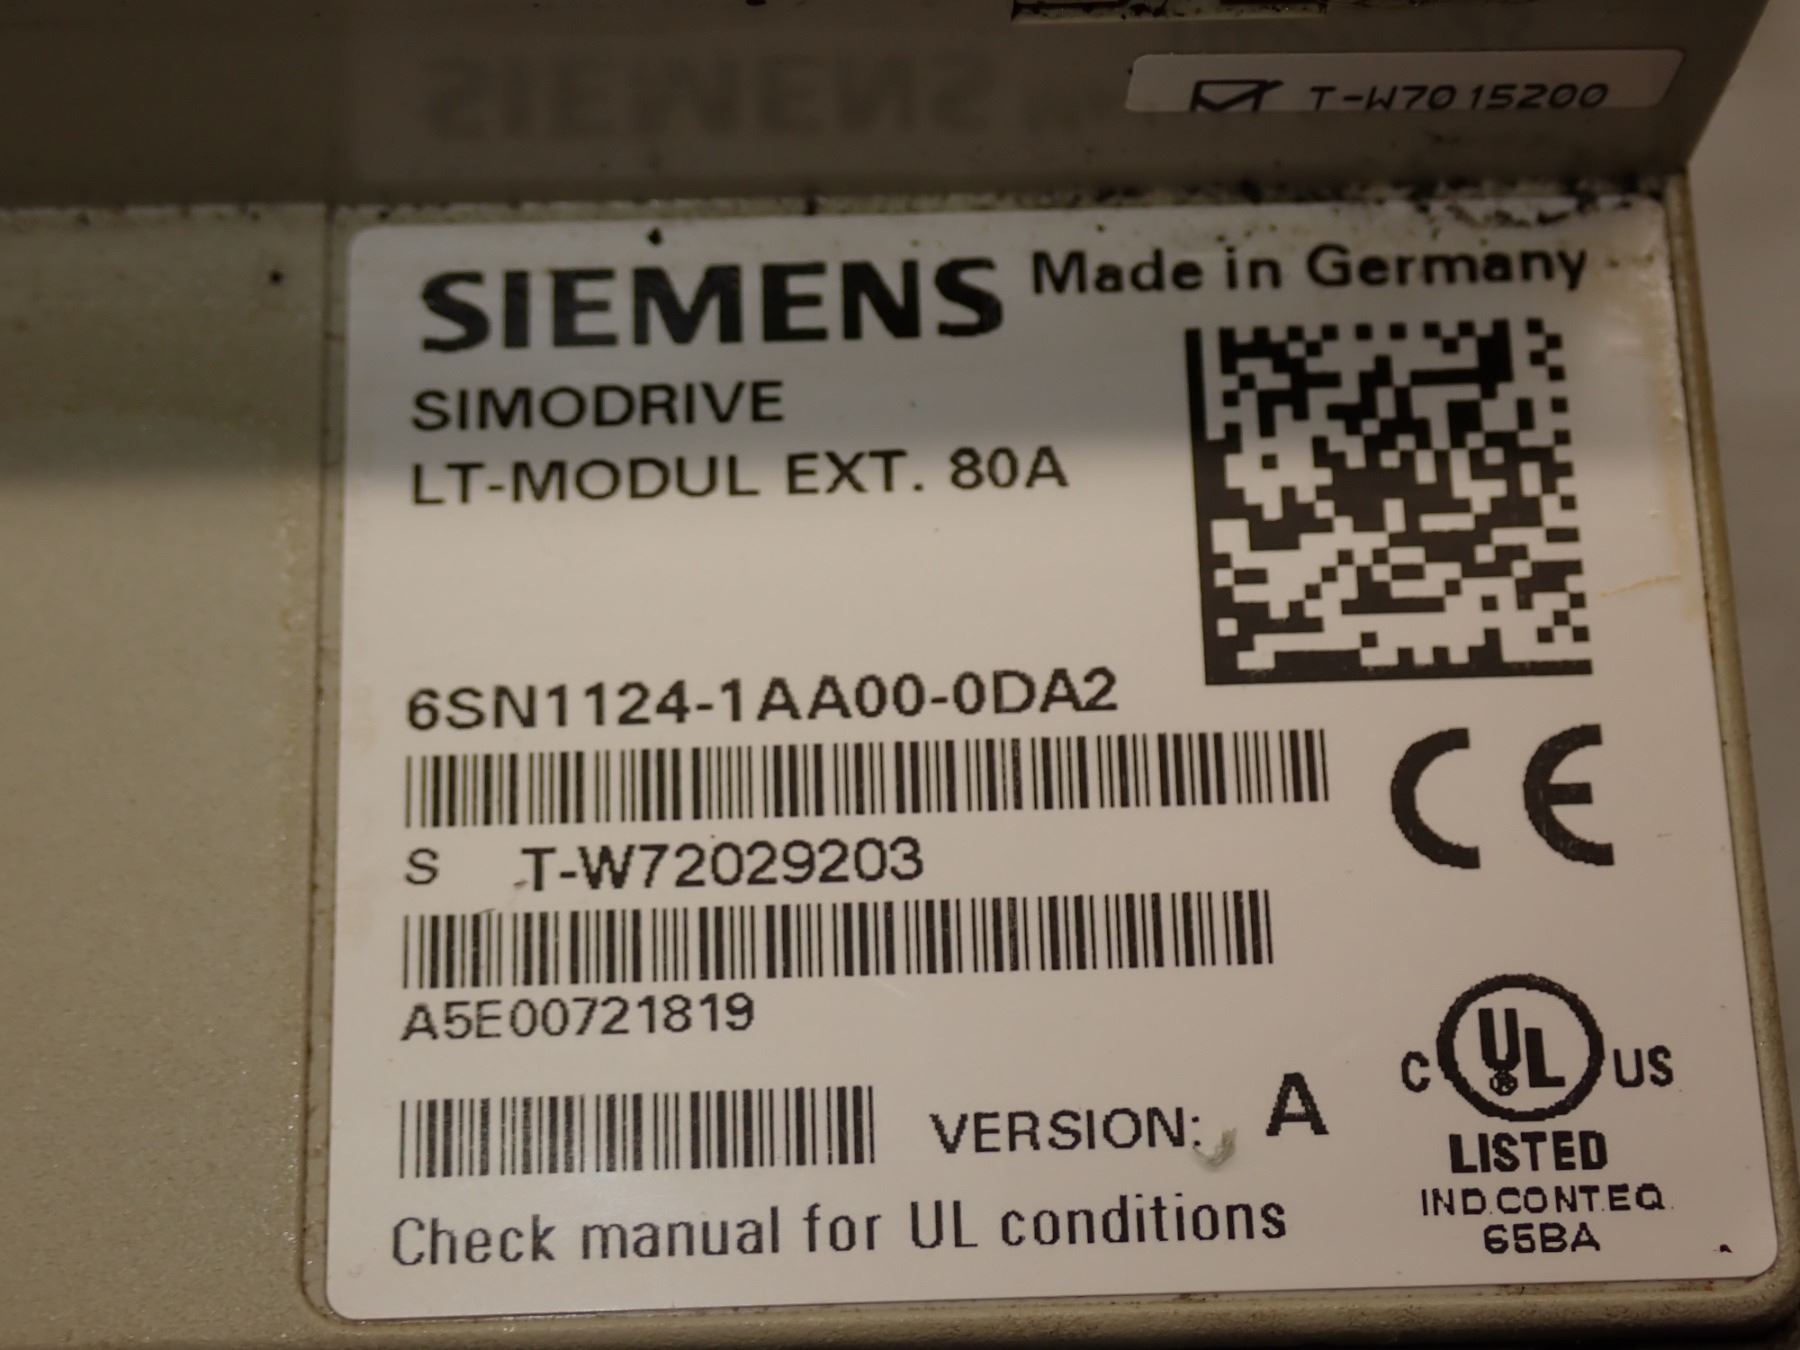 T-W7015200
SIEMENS Made in Germany
SIMODRIVE
LT-MODUL EXT. 80A
6SN1124-1AA00-0DA2
S T-W72029203
A5E00721819
VERSION: A
Check manual for UL conditions
CE
C UL US
LISTED
IND.CONT.EQ.
65BA